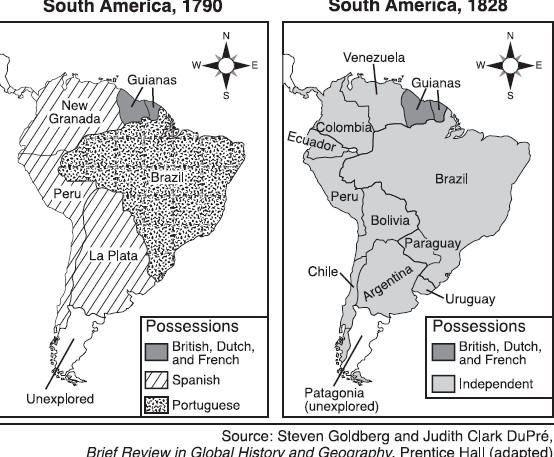 South America, 1790
N
W
E
S
Guianas
New
Granada
Brazil
Peru
La Plata
Unexplored
Possessions
British, Dutch,
and French
Spanish
Portuguese
South America, 1828
N
W
E
S
Venezuela
Guianas
Colombia
Ecuador
Brazil
Peru
Bolivia
Paraguay
Chile
Argentina
Uruguay
Patagonia
(unexplored)
Possessions
British, Dutch,
and French
Independent
Source: Steven Goldberg and Judith Clark DuPré,
Brief Review in Global History and Geography, Prentice Hall (adapted)